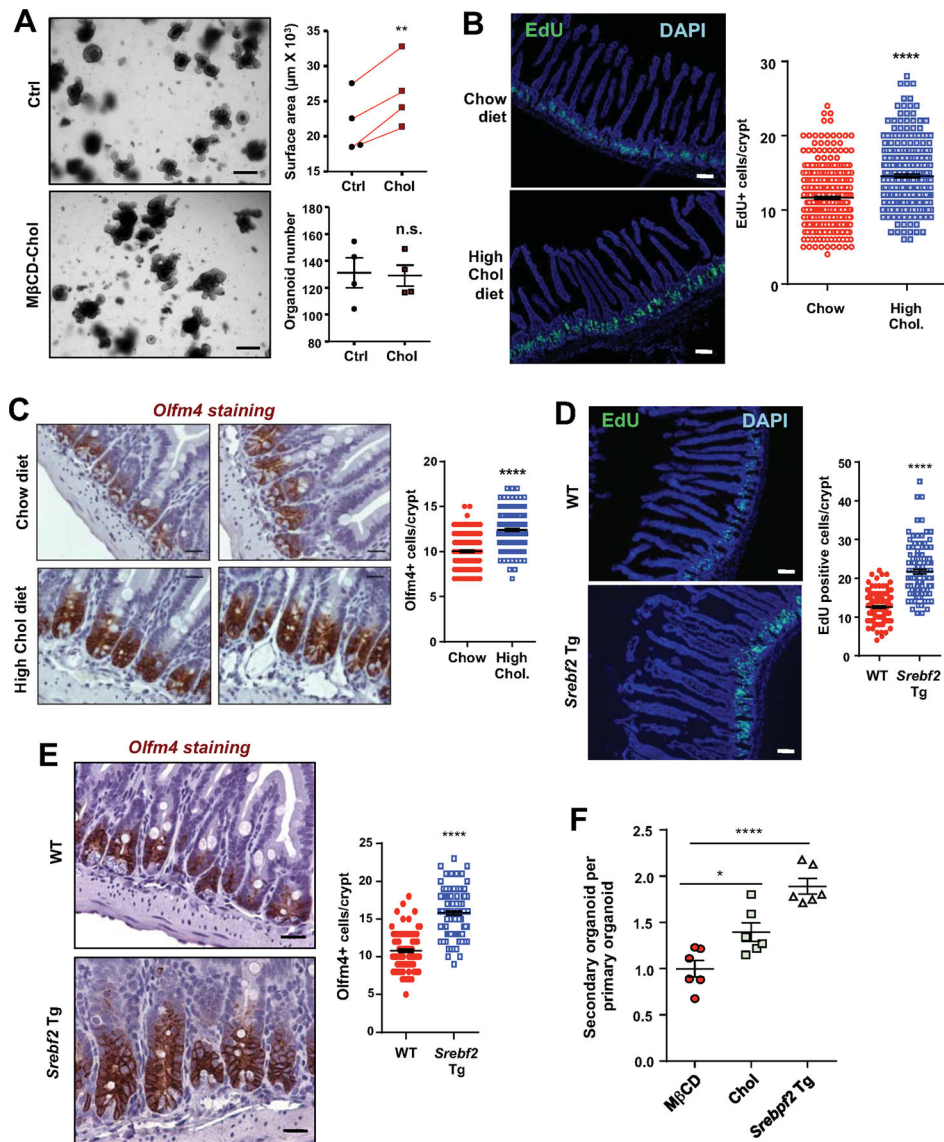 A
Ctrl
MβCD-Chol
Surface area (µm X 10³)
35
30
25
20
15
**
Ctrl
Chol
Organoid number
180
160
140
120
100
80
n.s.
Ctrl
Chol
B
EdU
DAPI
Chow
diet
High
Chol
diet
EdU+ cells/crypt
30
20
10
0
****
Chow
High
Chol.
C
Olfm4 staining
Chow diet
High Chol diet
Olfm4+ cells/crypt
20
15
10
5
0
****
Chow
High
Chol.
D
EdU
DAPI
WT
Srebf2 Tg
EdU positive cells/crypt
50
40
30
20
10
0
****
WT
Srebf2
Tg
E
Olfm4 staining
WT
Srebf2 Tg
Olfm4+ cells/crypt
25
20
15
10
5
0
****
WT
Srebf2
Tg
F
Secondary organoid per
primary organoid
2.5
2.0
1.5
1.0
0.5
0.0
****
*
MβCD
Chol
Srebpf2 Tg